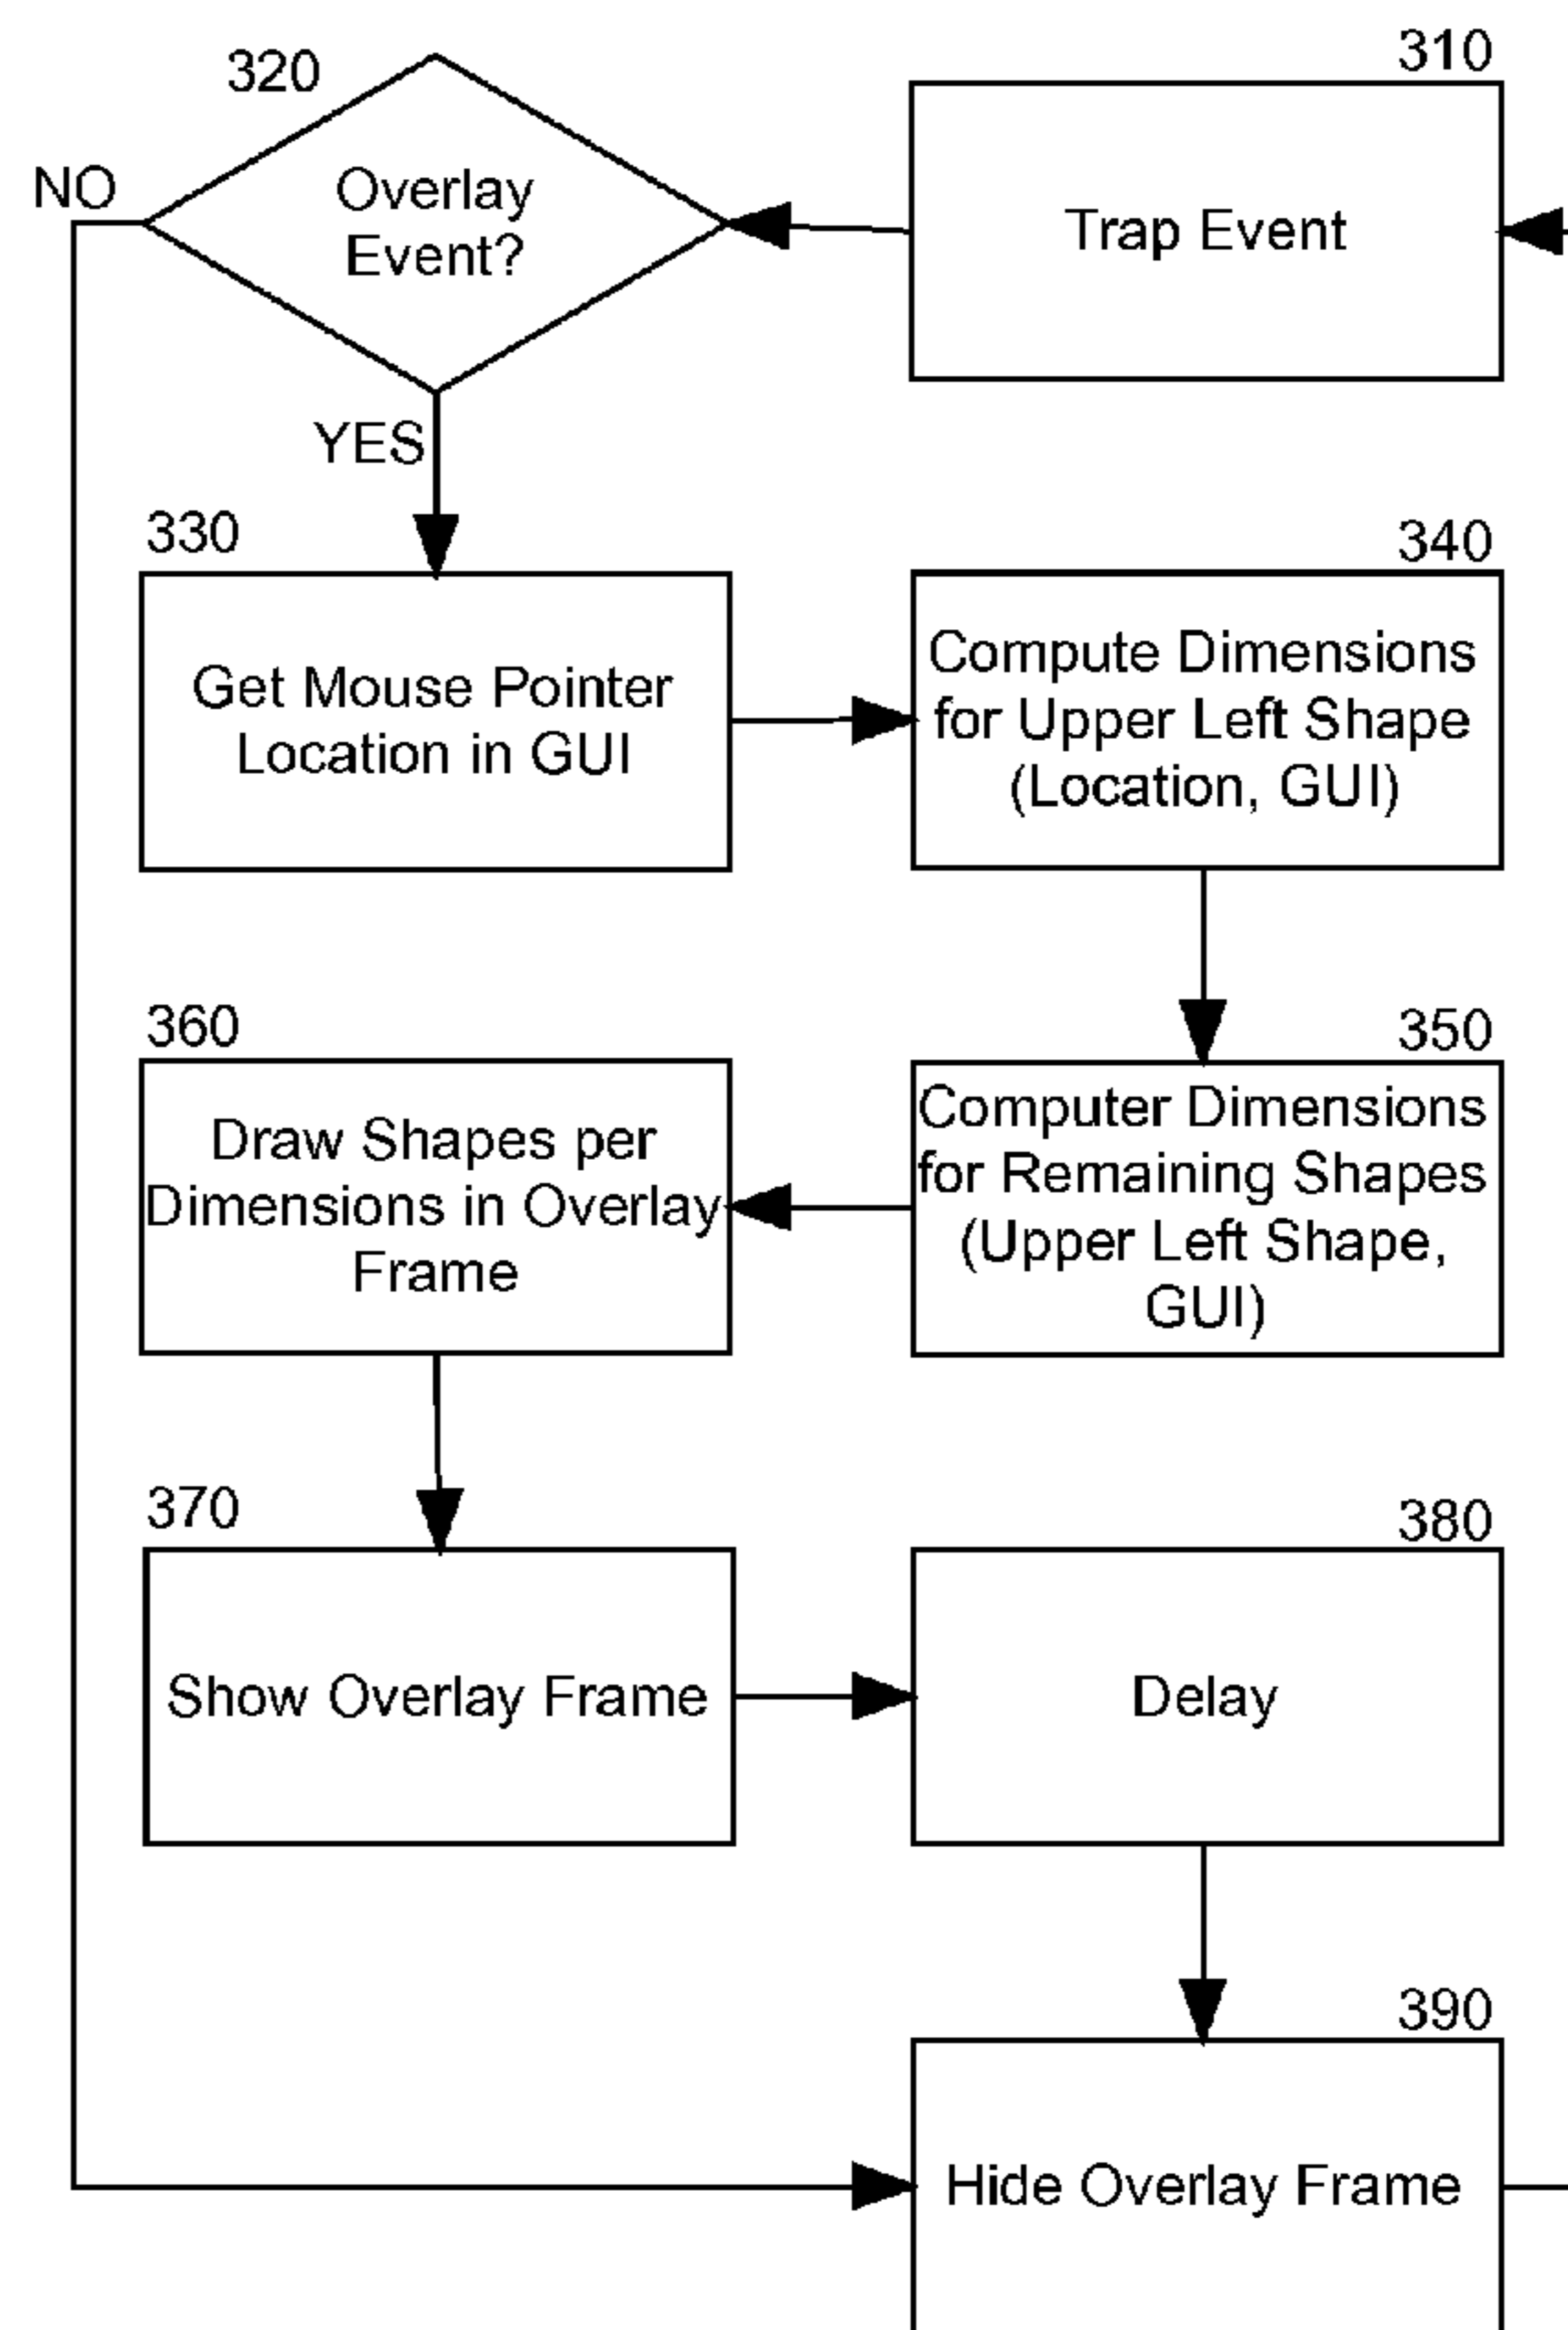 310
Trap Event
320
Overlay
Event?
NO
YES
330
Get Mouse Pointer
Location in GUI
340
Compute Dimensions
for Upper Left Shape
(Location, GUI)
350
Computer Dimensions
for Remaining Shapes
(Upper Left Shape,
GUI)
360
Draw Shapes per
Dimensions in Overlay
Frame
370
Show Overlay Frame
380
Delay
390
Hide Overlay Frame